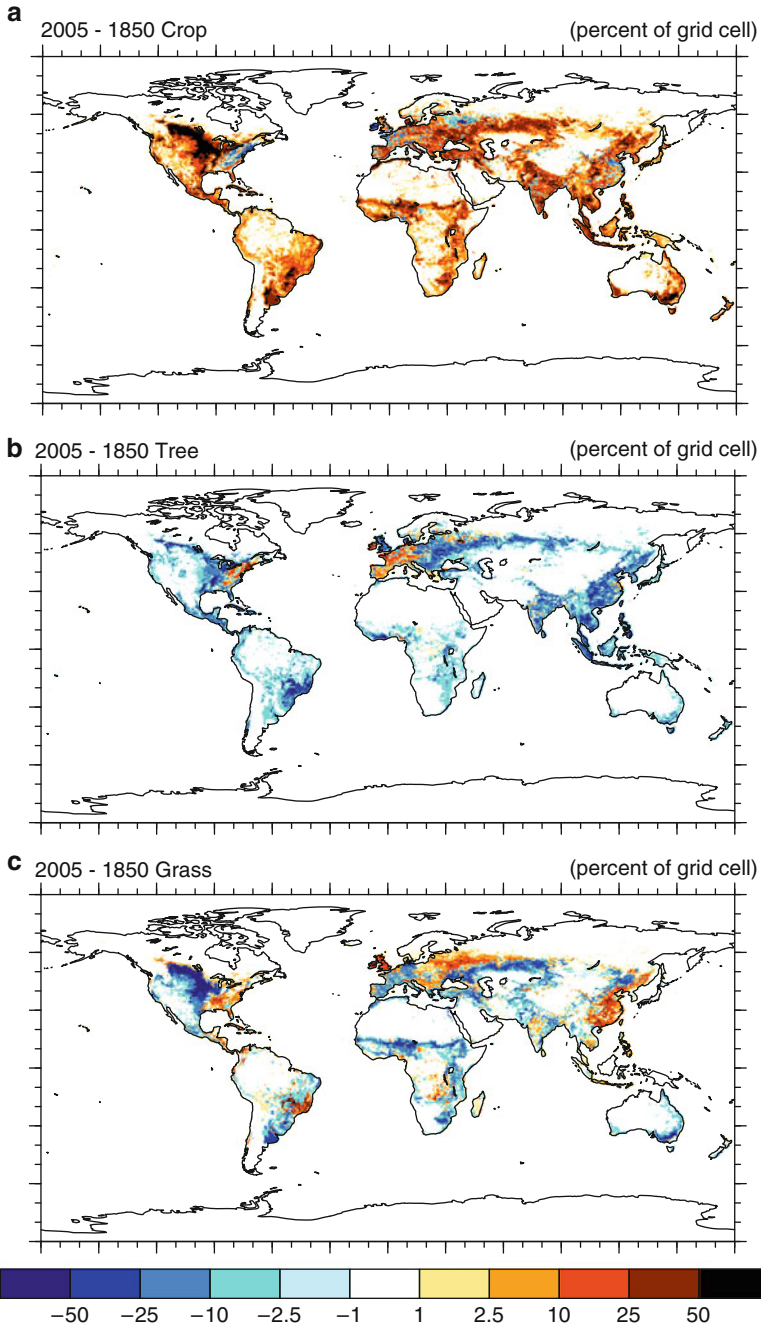 a
2005 - 1850 Crop (percent of grid cell)
b 2005 - 1850 Tree (percent of grid cell)
c 2005 - 1850 Grass (percent of grid cell)
−50 −25 −10 −2.5 −1 1 2.5 10 25 50